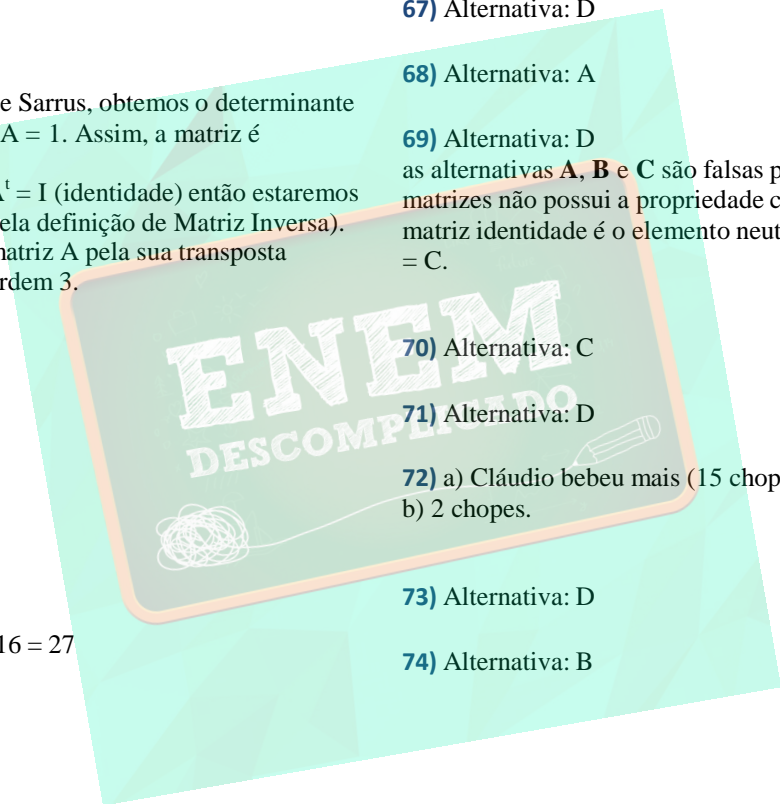 e Sarrus, obtemos o determinante
A = 1. Assim, a matriz é
t = I (identidade) então estaremos
ela definição de Matriz Inversa).
matriz A pela sua transposta
rdem 3.
16 = 27
67) Alternativa: D
68) Alternativa: A
69) Alternativa: D
as alternativas A, B e C são falsas p
matrizes não possui a propriedade c
matriz identidade é o elemento neut
= C.
70) Alternativa: C
71) Alternativa: D
72) a) Cláudio bebeu mais (15 chop
b) 2 chopes.
73) Alternativa: D
74) Alternativa: B
ENEM
DESCOMPLICADO